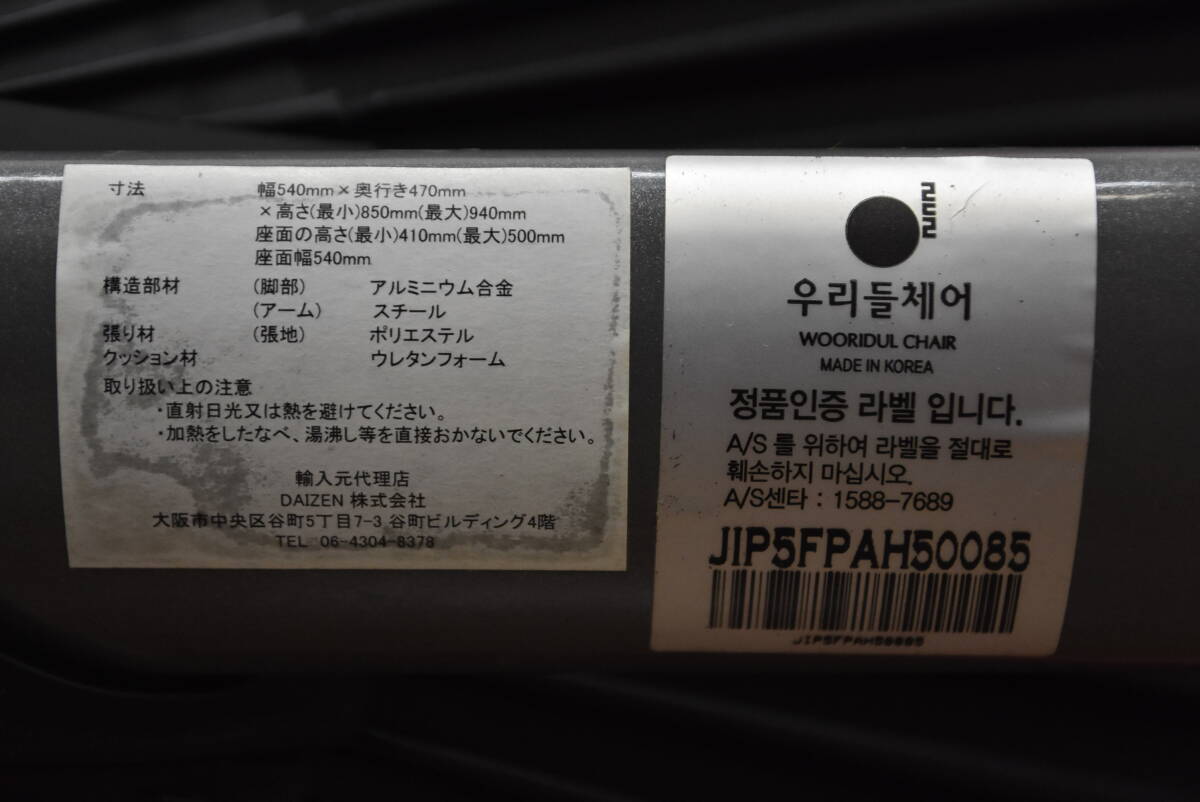 寸法 幅540mm×奥行き470mm
×高さ(最小)850mm(最大)940mm
座面の高さ(最小)410mm(最大)500mm
座面幅540mm
構造部材 (脚部) アルミニウム合金
(アーム) スチール
張り材 (張地) ポリエステル
クッション材 ウレタンフォーム
取り扱い上の注意
・直射日光又は熱を避けてください。
・加熱をしたなべ、湯沸し等を直接おかないでください。
輸入元代理店
DAIZEN 株式会社
大阪市中央区谷町5丁目7-3 谷町ビルディング4階
TEL 06-4304-8378
우리들체어
WOORIDUL CHAIR
MADE IN KOREA
정품인증 라벨 입니다.
A/S 를 위하여 라벨을 절대로
훼손하지 마십시오.
A/S센타 : 1588-7689
JIP5FPAH50085
JIP5FPAH50085